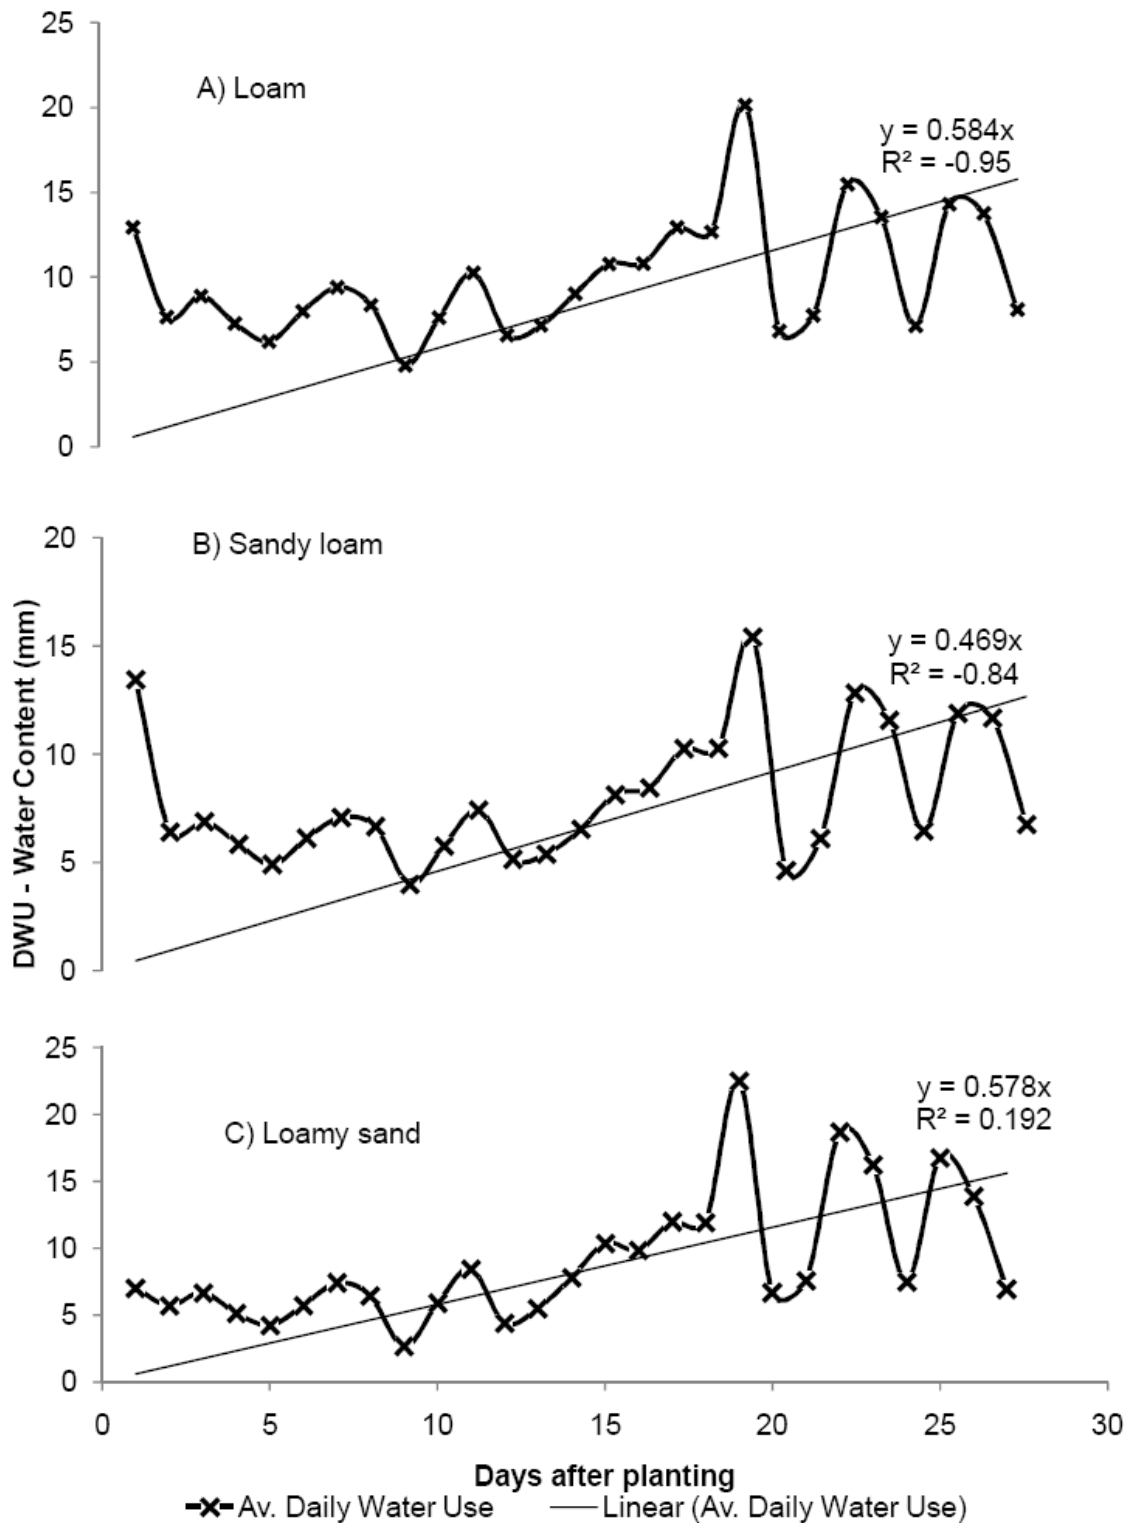 25
A) Loam
20
y = 0.584x
R² = -0.95
15
10
5
0
20
B) Sandy loam
15
y = 0.469x
R² = -0.84
10
5
0
DWU - Water Content (mm)
25
20
y = 0.578x
R² = 0.192
C) Loamy sand
15
10
5
0
0 5 10 15 20 25 30
Days after planting
Av. Daily Water Use Linear (Av. Daily Water Use)